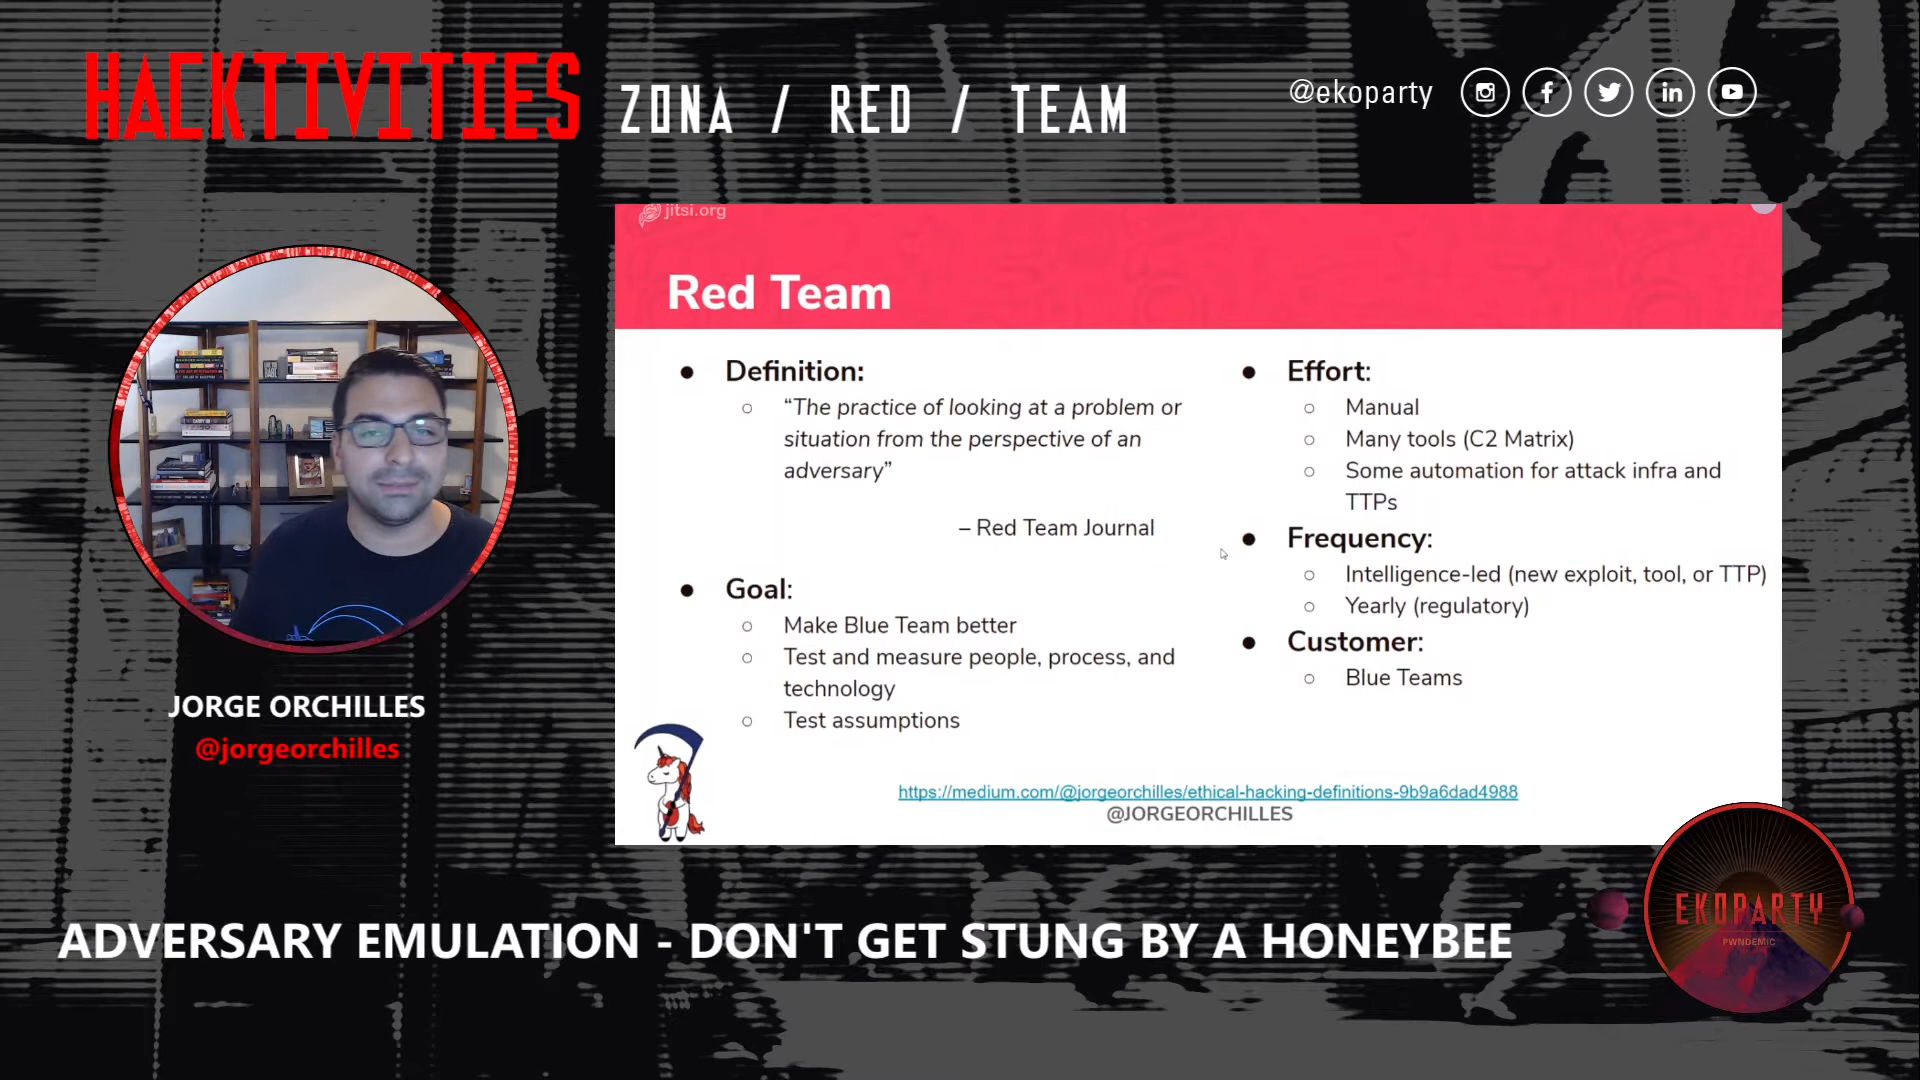 HACKTIVITIES
ZONA / RED / TEAM
@ekoparty
jitsi.org
Red Team
● Definition:
○ “The practice of looking at a problem or
situation from the perspective of an
adversary”
– Red Team Journal
● Goal:
○ Make Blue Team better
○ Test and measure people, process, and
technology
○ Test assumptions
● Effort:
○ Manual
○ Many tools (C2 Matrix)
○ Some automation for attack infra and
TTPs
● Frequency:
○ Intelligence-led (new exploit, tool, or TTP)
○ Yearly (regulatory)
● Customer:
○ Blue Teams
https://medium.com/@jorgeorchilles/ethical-hacking-definitions-9b9a6dad4988
@JORGEORCHILLES
JORGE ORCHILLES
@jorgeorchilles
ADVERSARY EMULATION - DON'T GET STUNG BY A HONEYBEE
EKOPARTY
PWNDEMIC